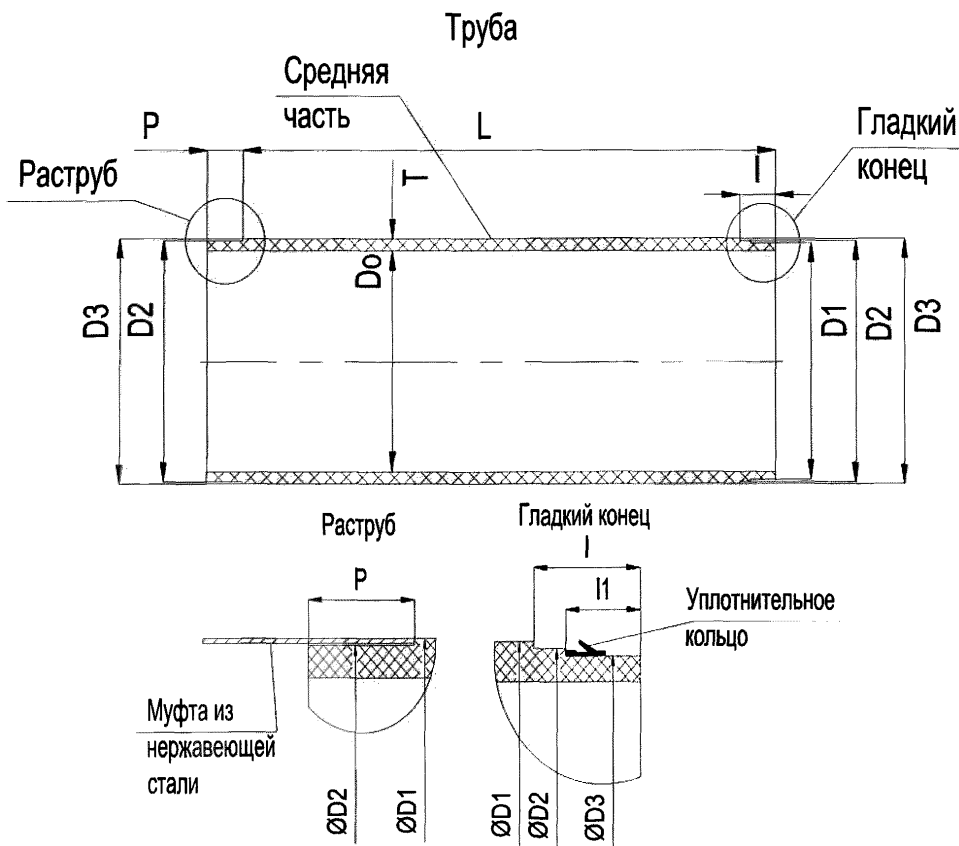 Труба
Средняя
часть
P
L
Гладкий
конец
Раструб
T
l
Do
D3
D2
D1
D2
D3
Раструб
Гладкий конец
P
l
l1
Уплотнительное
кольцо
Муфта из
нержавеющей
стали
ØD2
ØD1
ØD1
ØD2
ØD3